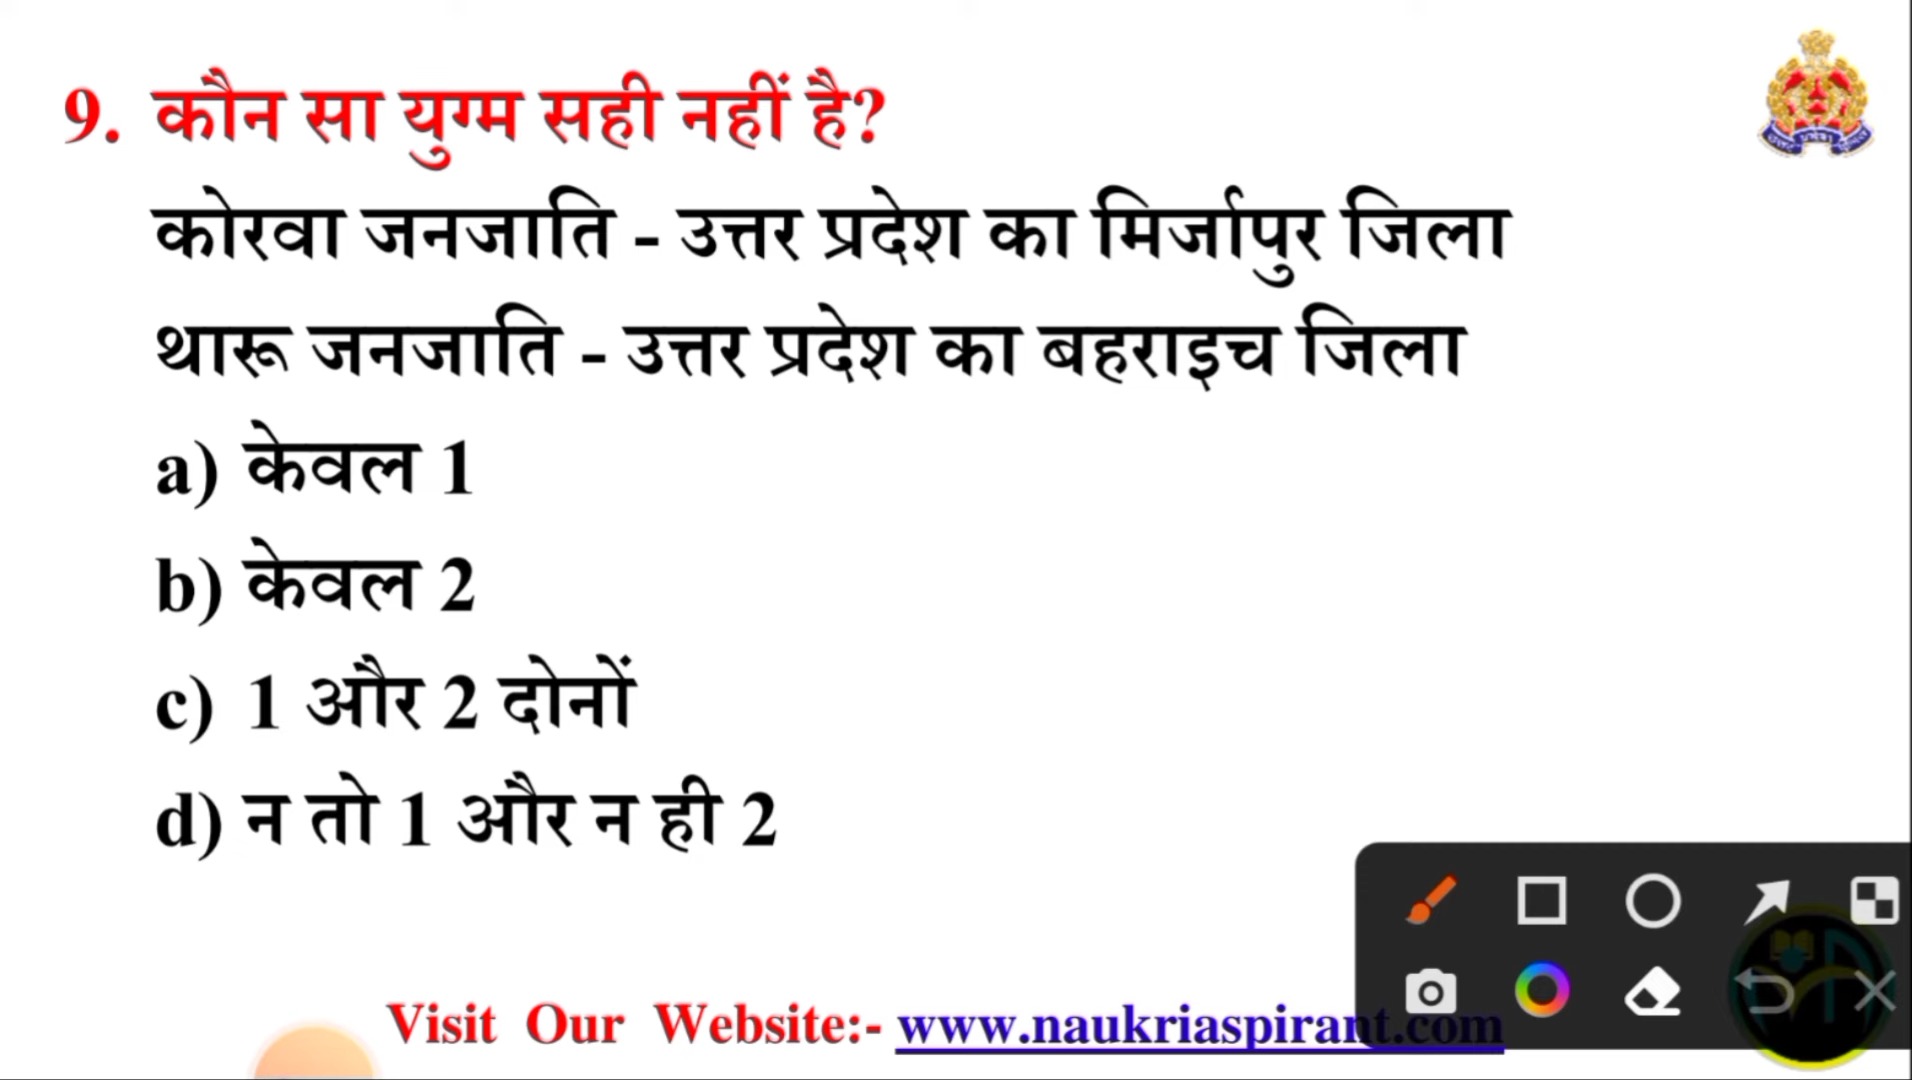 9. कौन सा युग्म सही नहीं है?
कोरवा जनजाति - उत्तर प्रदेश का मिर्जापुर जिला
थारू जनजाति - उत्तर प्रदेश का बहराइच जिला
a) केवल 1
b) केवल 2
c) 1 और 2 दोनों
d) न तो 1 और न ही 2
Visit Our Website:- www.naukriaspirant.com